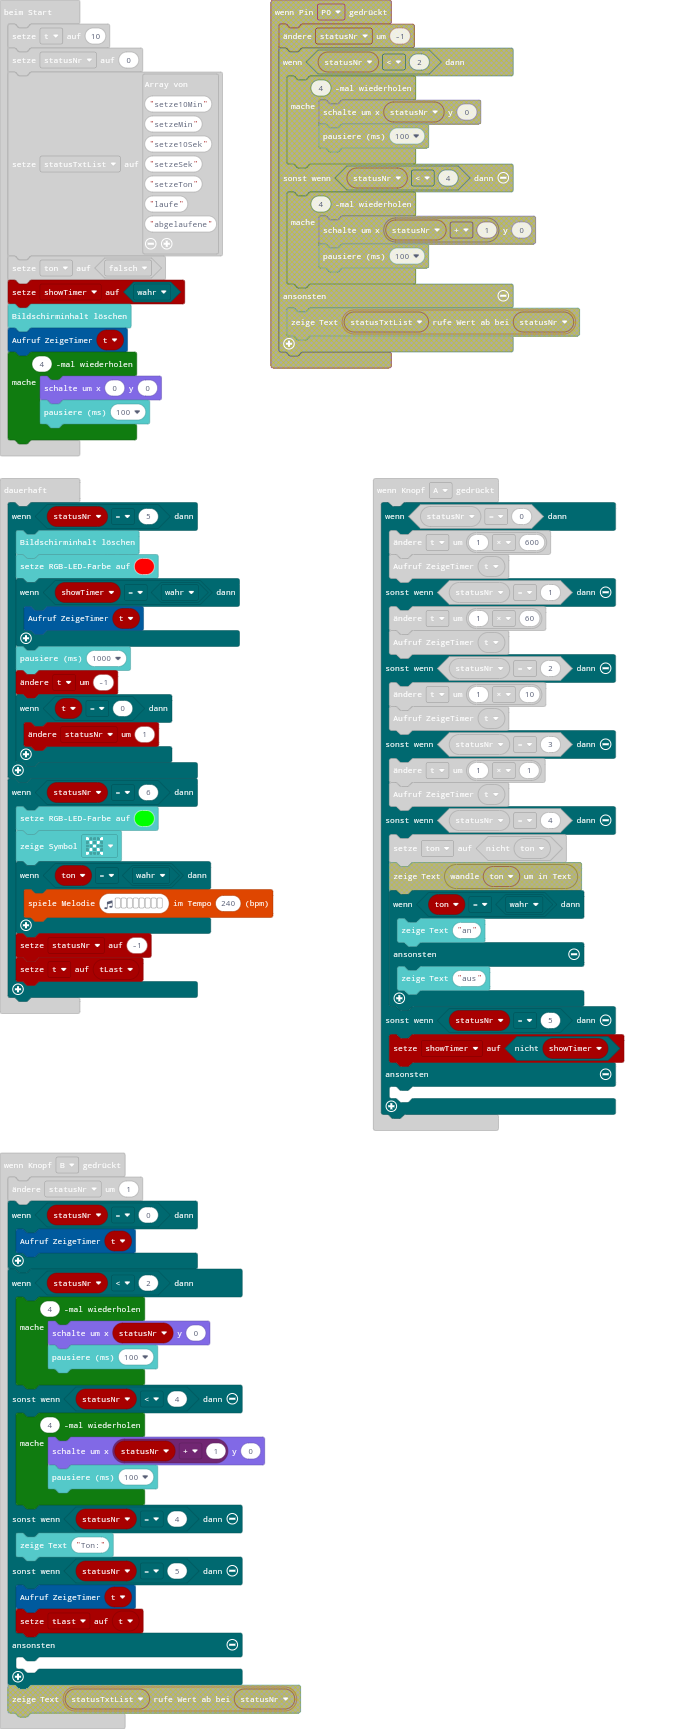 beim Start
setze t auf 10
setze statusNr auf 0
setze statusTxtList auf Array von
"setze10Min"
"setzeMin"
"setze10Sek"
"setzeSek"
"setzeTon"
"laufe"
"abgelaufene"
setze ton auf falsch
setze showTimer auf wahr
Bildschirminhalt löschen
Aufruf ZeigeTimer t
4 -mal wiederholen
mache
schalte um x 0 y 0
pausiere (ms) 100
wenn Pin P0 gedrückt
ändere statusNr um -1
wenn statusNr < 2 dann
4 -mal wiederholen
mache
schalte um x statusNr y 0
pausiere (ms) 100
sonst wenn statusNr < 4 dann
4 -mal wiederholen
mache
schalte um x statusNr + 1 y 0
pausiere (ms) 100
ansonsten
zeige Text statusTxtList rufe Wert ab bei statusNr
dauerhaft
wenn statusNr = 5 dann
Bildschirminhalt löschen
setze RGB-LED-Farbe auf
wenn showTimer = wahr dann
Aufruf ZeigeTimer t
pausiere (ms) 1000
ändere t um -1
wenn t = 0 dann
ändere statusNr um 1
wenn statusNr = 6 dann
setze RGB-LED-Farbe auf
zeige Symbol
wenn ton = wahr dann
spiele Melodie im Tempo 240 (bpm)
setze statusNr auf -1
setze t auf tLast
wenn Knopf A gedrückt
wenn statusNr = 0 dann
ändere t um 1 × 600
Aufruf ZeigeTimer t
sonst wenn statusNr = 1 dann
ändere t um 1 × 60
Aufruf ZeigeTimer t
sonst wenn statusNr = 2 dann
ändere t um 1 × 10
Aufruf ZeigeTimer t
sonst wenn statusNr = 3 dann
ändere t um 1 × 1
Aufruf ZeigeTimer t
sonst wenn statusNr = 4 dann
setze ton auf nicht ton
zeige Text wandle ton um in Text
wenn ton = wahr dann
zeige Text "an"
ansonsten
zeige Text "aus"
sonst wenn statusNr = 5 dann
setze showTimer auf nicht showTimer
ansonsten
wenn Knopf B gedrückt
ändere statusNr um 1
wenn statusNr = 0 dann
Aufruf ZeigeTimer t
wenn statusNr < 2 dann
4 -mal wiederholen
mache
schalte um x statusNr y 0
pausiere (ms) 100
sonst wenn statusNr < 4 dann
4 -mal wiederholen
mache
schalte um x statusNr + 1 y 0
pausiere (ms) 100
sonst wenn statusNr = 4 dann
zeige Text "Ton:"
sonst wenn statusNr = 5 dann
Aufruf ZeigeTimer t
setze tLast auf t
ansonsten
zeige Text statusTxtList rufe Wert ab bei statusNr